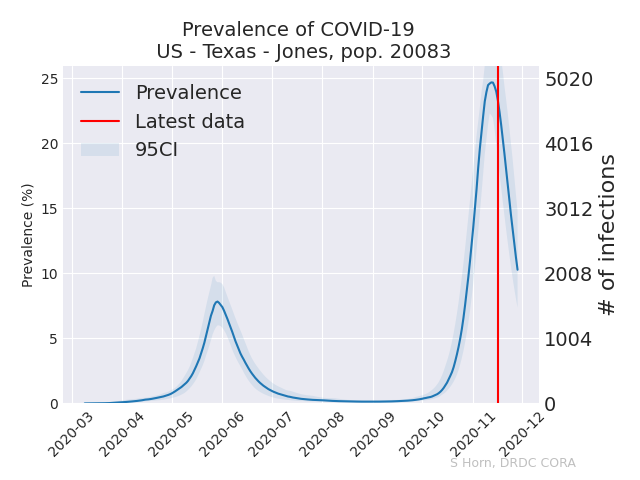 Prevalence of COVID-19
US - Texas - Jones, pop. 20083
Prevalence
Latest data
95CI
Prevalence (%)
25
20
15
10
5
0
5020
4016
3012
2008
1004
0
# of infections
2020-03
2020-04
2020-05
2020-06
2020-07
2020-08
2020-09
2020-10
2020-11
2020-12
S Horn, DRDC CORA